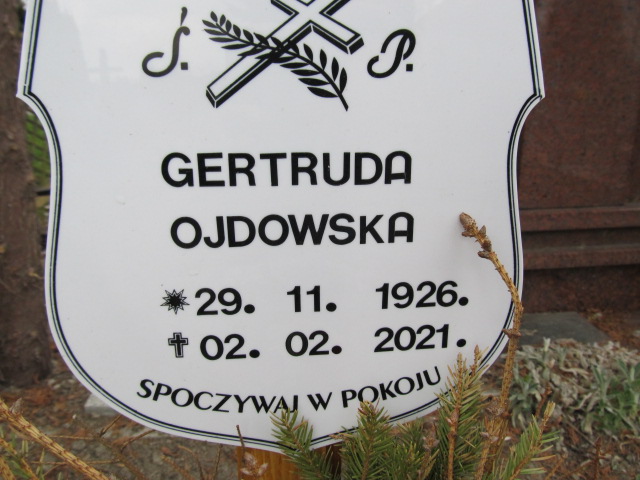 Ś. P.
GERTRUDA
OJDOWSKA
29. 11. 1926.
02. 02. 2021.
SPOCZYWAJ W POKOJU